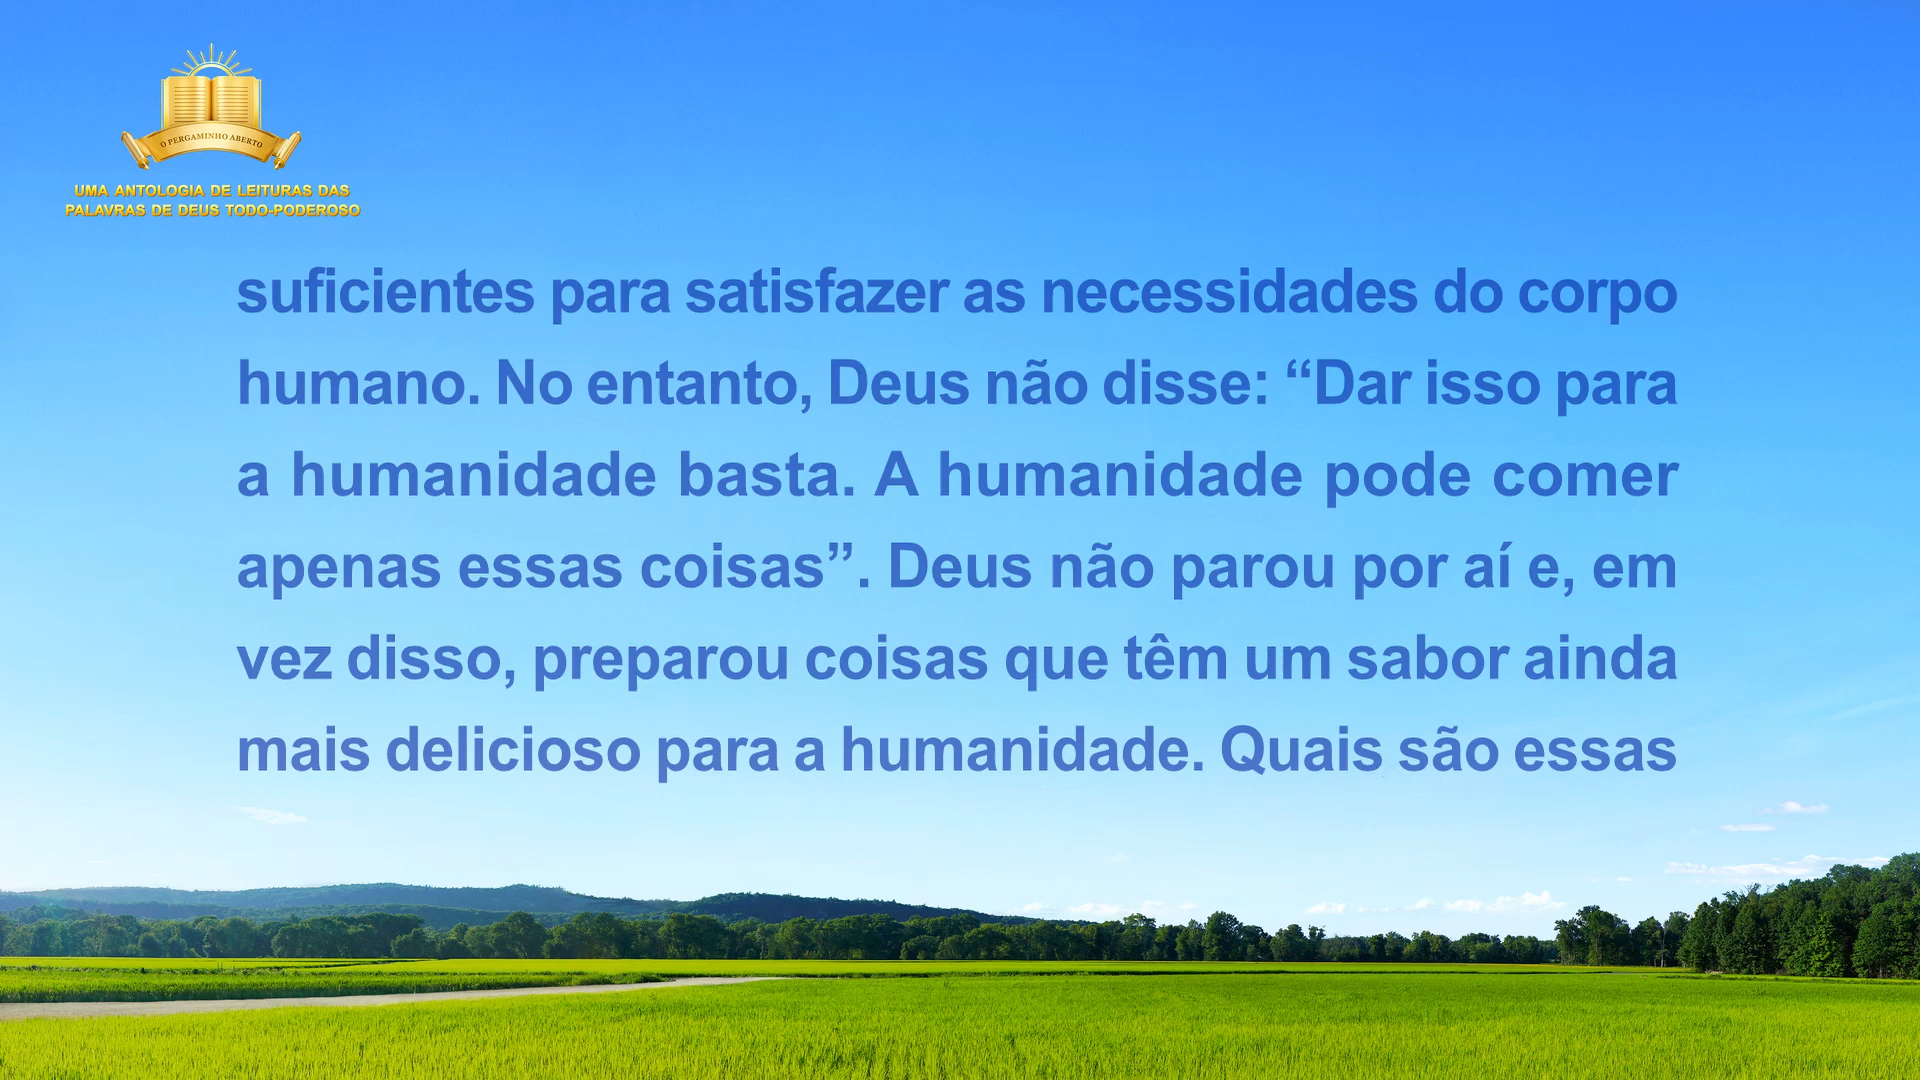 O PERGAMINHO ABERTO
UMA ANTOLOGIA DE LEITURAS DAS
PALAVRAS DE DEUS TODO-PODEROSO
suficientes para satisfazer as necessidades do corpo
humano. No entanto, Deus não disse: “Dar isso para
a humanidade basta. A humanidade pode comer
apenas essas coisas”. Deus não parou por aí e, em
vez disso, preparou coisas que têm um sabor ainda
mais delicioso para a humanidade. Quais são essas